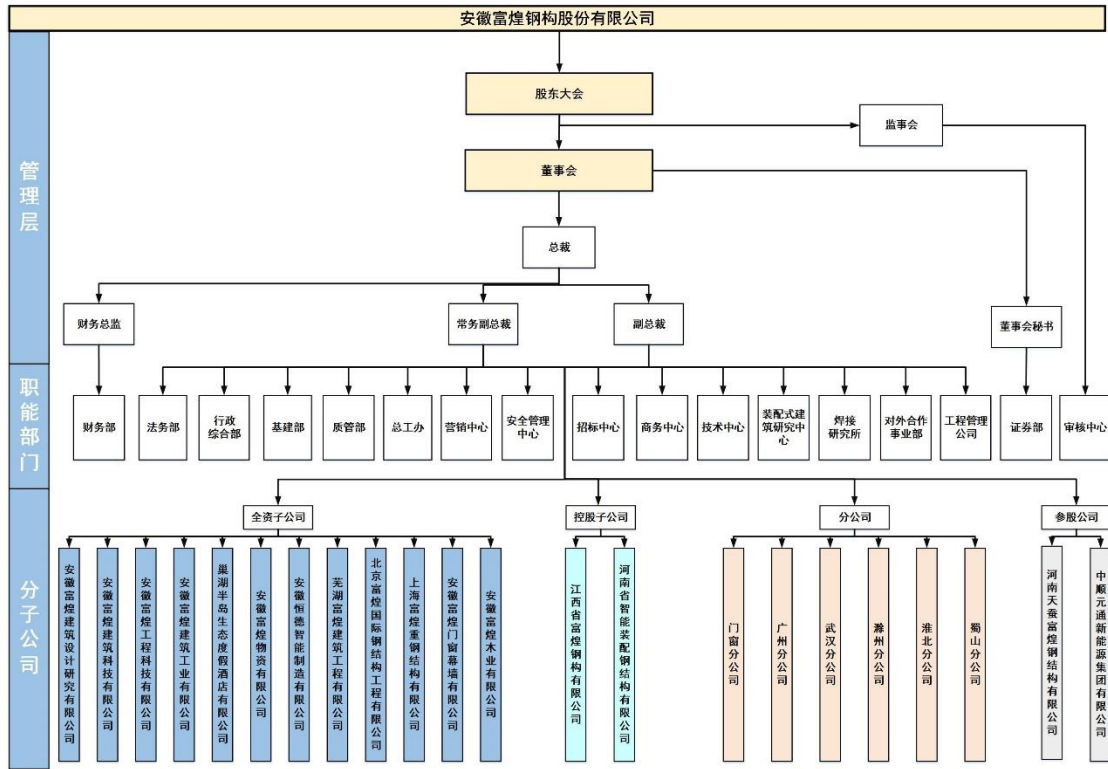 安徽富煌钢构股份有限公司
管理层
股东大会
监事会
董事会
总裁
财务总监
常务副总裁
副总裁
董事会秘书
职能部门
财务部
法务部
行政
综合部
基建部
质管部
总工办
营销中心
安全管理
中心
招标中心
商务中心
技术中心
装配式建
筑研究中
心
焊接
研究所
对外合作
事业部
工程管理
公司
证券部
审核中心
分子公司
全资子公司
控股子公司
分公司
参股公司
安徽富煌建筑设计研究有限公司
安徽富煌建筑科技有限公司
安徽富煌工程科技有限公司
安徽富煌建筑工业有限公司
巢湖半岛生态度假酒店有限公司
安徽富煌物资有限公司
安徽恒德智能制造有限公司
芜湖富煌建筑工程有限公司
北京富煌国际钢结构工程有限公司
上海富煌重钢结构有限公司
安徽富煌门窗幕墙有限公司
安徽富煌木业有限公司
江西省富煌钢构有限公司
河南省智能装配钢结构有限公司
门窗分公司
广州分公司
武汉分公司
滁州分公司
淮北分公司
蜀山分公司
河南天蚕富煌钢结构有限公司
中顺元通新能源集团有限公司